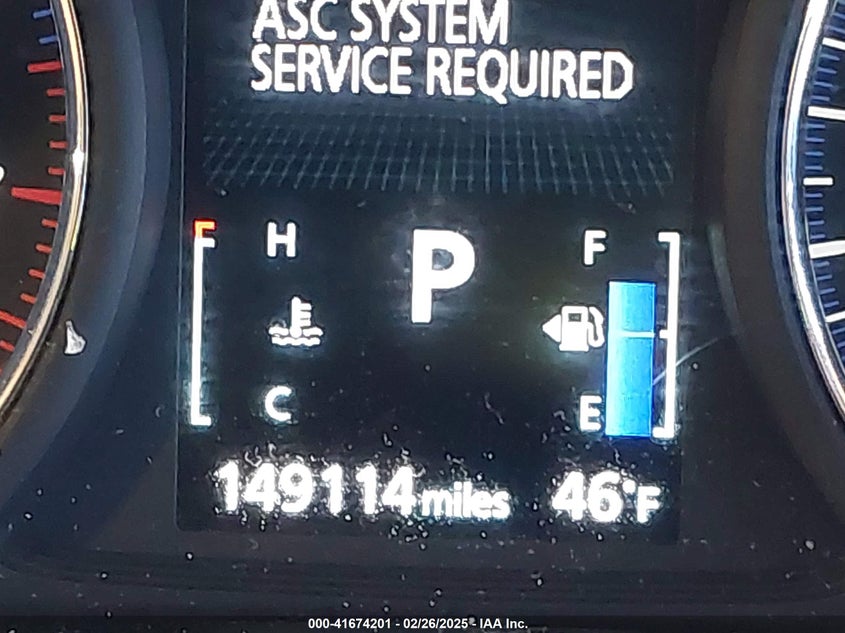 ASC SYSTEM
SERVICE REQUIRED
H P F
C E
149114 miles 46°F
000-41674201 - 02/26/2025 - IAA Inc.